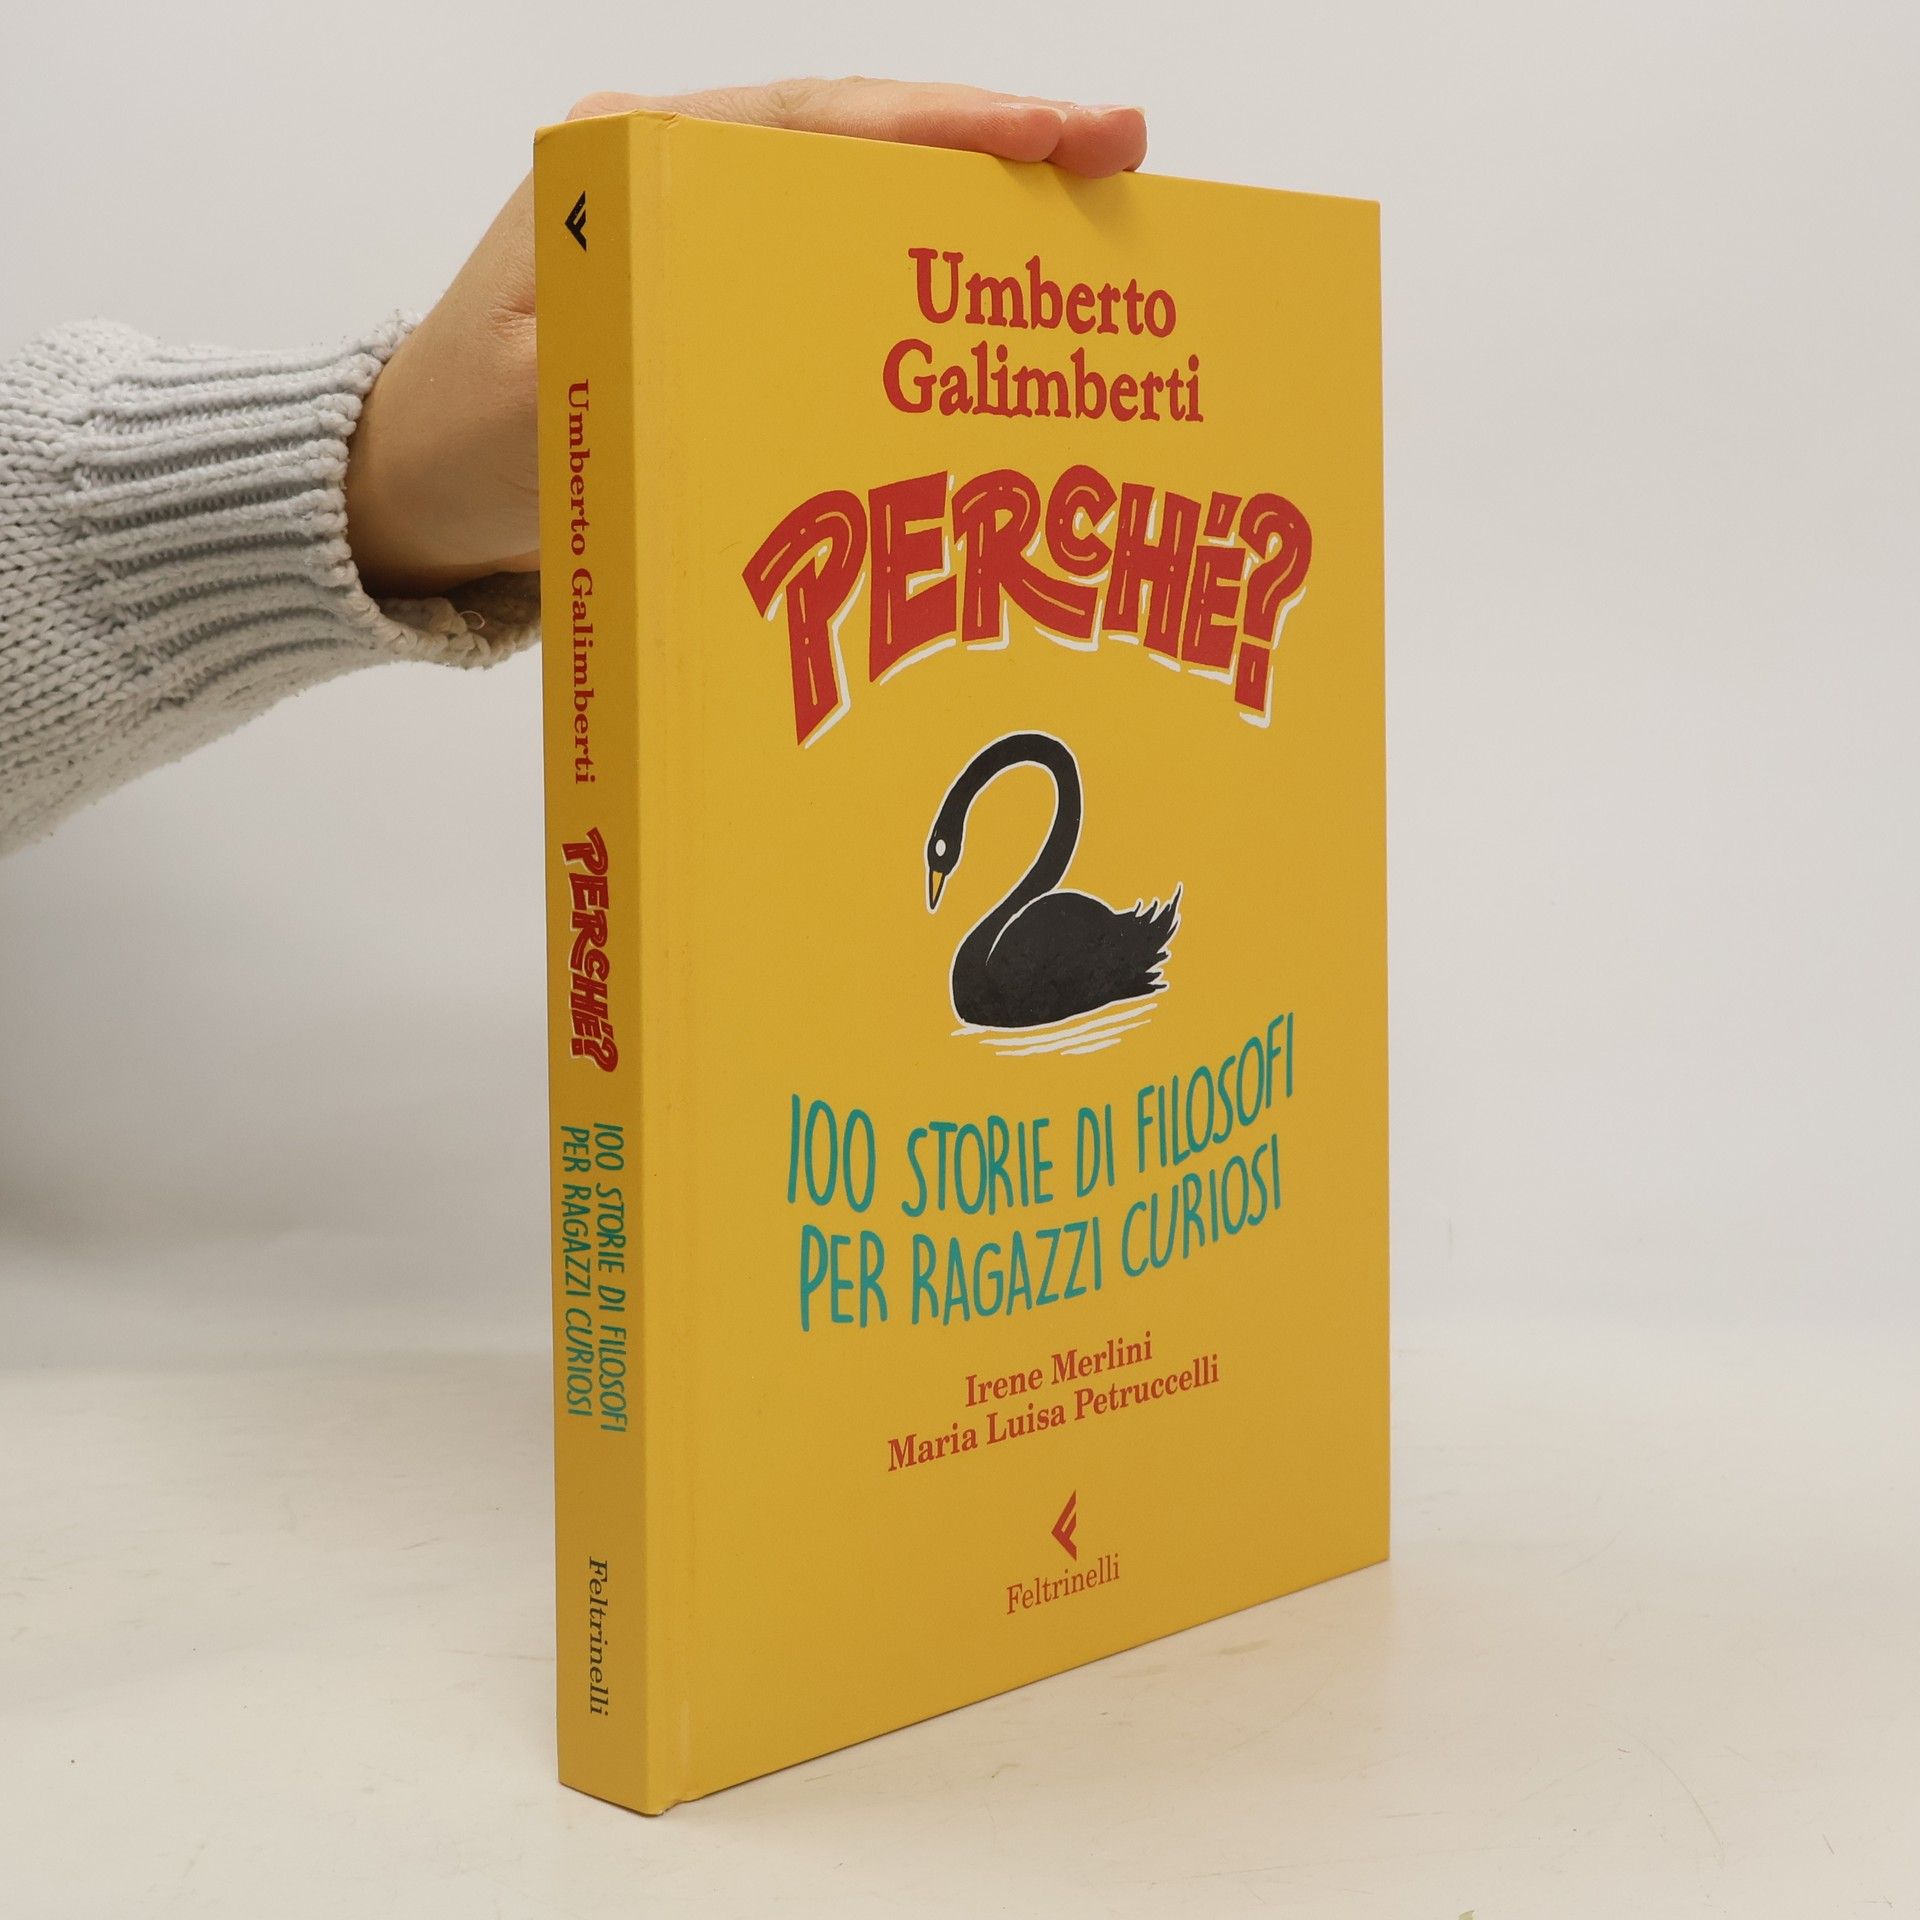 Umberto
Galimberti
PERCHÉ?
100 STORIE DI FILOSOFI
PER RAGAZZI CURIOSI
Irene Merlini
Maria Luisa Petruccelli
F
Feltrinelli
F
Umberto Galimberti
PERCHÉ?
100 STORIE DI FILOSOFI
PER RAGAZZI CURIOSI
Feltrinelli